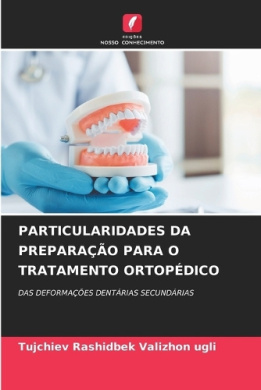 edições
NOSSO CONHECIMENTO
PARTICULARIDADES DA
PREPARAÇÃO PARA O
TRATAMENTO ORTOPÉDICO
DAS DEFORMAÇÕES DENTÁRIAS SECUNDÁRIAS
Tujchiev Rashidbek Valizhon ugli